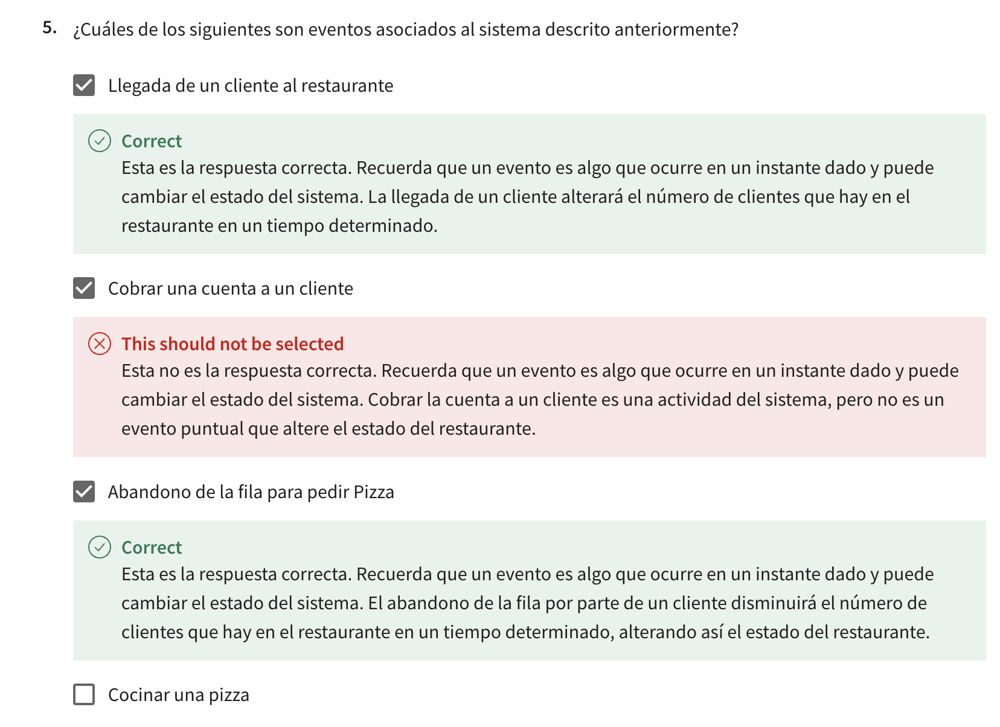 5. ¿Cuáles de los siguientes son eventos asociados al sistema descrito anteriormente?
Llegada de un cliente al restaurante
Correct
Esta es la respuesta correcta. Recuerda que un evento es algo que ocurre en un instante dado y puede
cambiar el estado del sistema. La llegada de un cliente alterará el número de clientes que hay en el
restaurante en un tiempo determinado.
Cobrar una cuenta a un cliente
This should not be selected
Esta no es la respuesta correcta. Recuerda que un evento es algo que ocurre en un instante dado y puede
cambiar el estado del sistema. Cobrar la cuenta a un cliente es una actividad del sistema, pero no es un
evento puntual que altere el estado del restaurante.
Abandono de la fila para pedir Pizza
Correct
Esta es la respuesta correcta. Recuerda que un evento es algo que ocurre en un instante dado y puede
cambiar el estado del sistema. El abandono de la fila por parte de un cliente disminuirá el número de
clientes que hay en el restaurante en un tiempo determinado, alterando así el estado del restaurante.
Cocinar una pizza